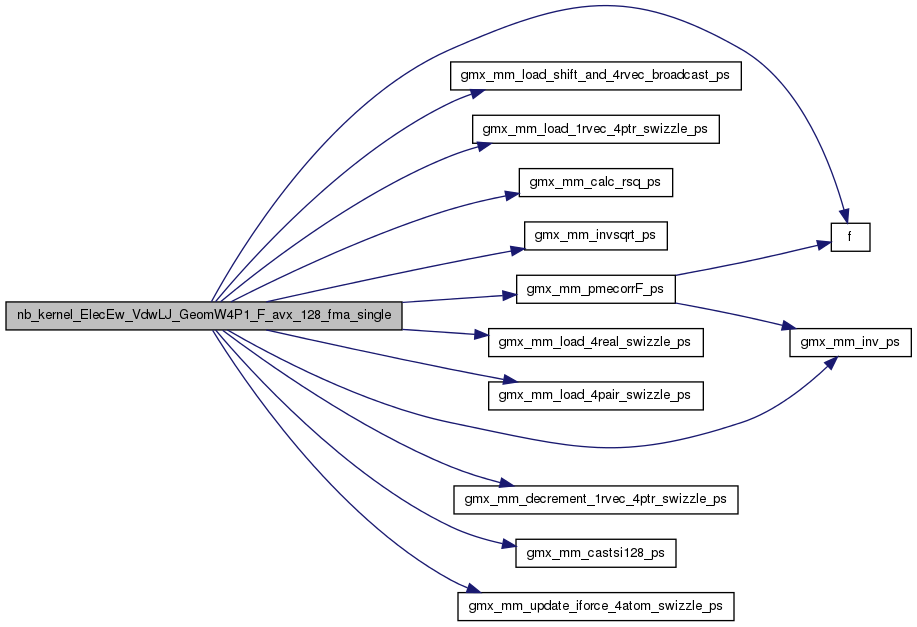 gmx_mm_load_shift_and_4rvec_broadcast_ps
gmx_mm_load_1rvec_4ptr_swizzle_ps
gmx_mm_calc_rsq_ps
gmx_mm_invsqrt_ps
f
gmx_mm_pmecorrF_ps
nb_kernel_ElecEw_VdwLJ_GeomW4P1_F_avx_128_fma_single
gmx_mm_load_4real_swizzle_ps
gmx_mm_inv_ps
gmx_mm_load_4pair_swizzle_ps
gmx_mm_decrement_1rvec_4ptr_swizzle_ps
gmx_mm_castsi128_ps
gmx_mm_update_iforce_4atom_swizzle_ps